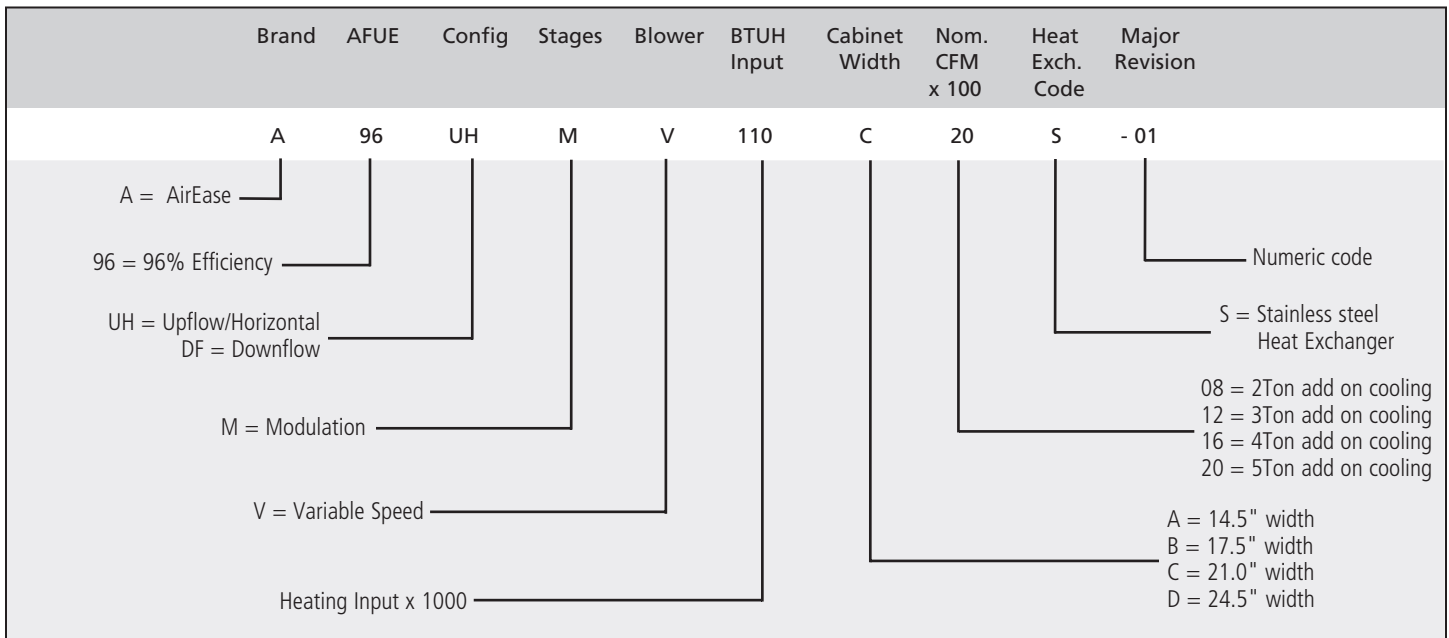 Brand AFUE Config Stages Blower BTUH Cabinet Nom. Heat Major
Input Width CFM Exch. Revision
x 100 Code
A 96 UH M V 110 C 20 S - 01
A = AirEase
96 = 96% Efficiency
Numeric code
UH = Upflow/Horizontal
DF = Downflow
S = Stainless steel
Heat Exchanger
08 = 2Ton add on cooling
12 = 3Ton add on cooling
16 = 4Ton add on cooling
20 = 5Ton add on cooling
M = Modulation
V = Variable Speed
A = 14.5" width
B = 17.5" width
C = 21.0" width
D = 24.5" width
Heating Input x 1000